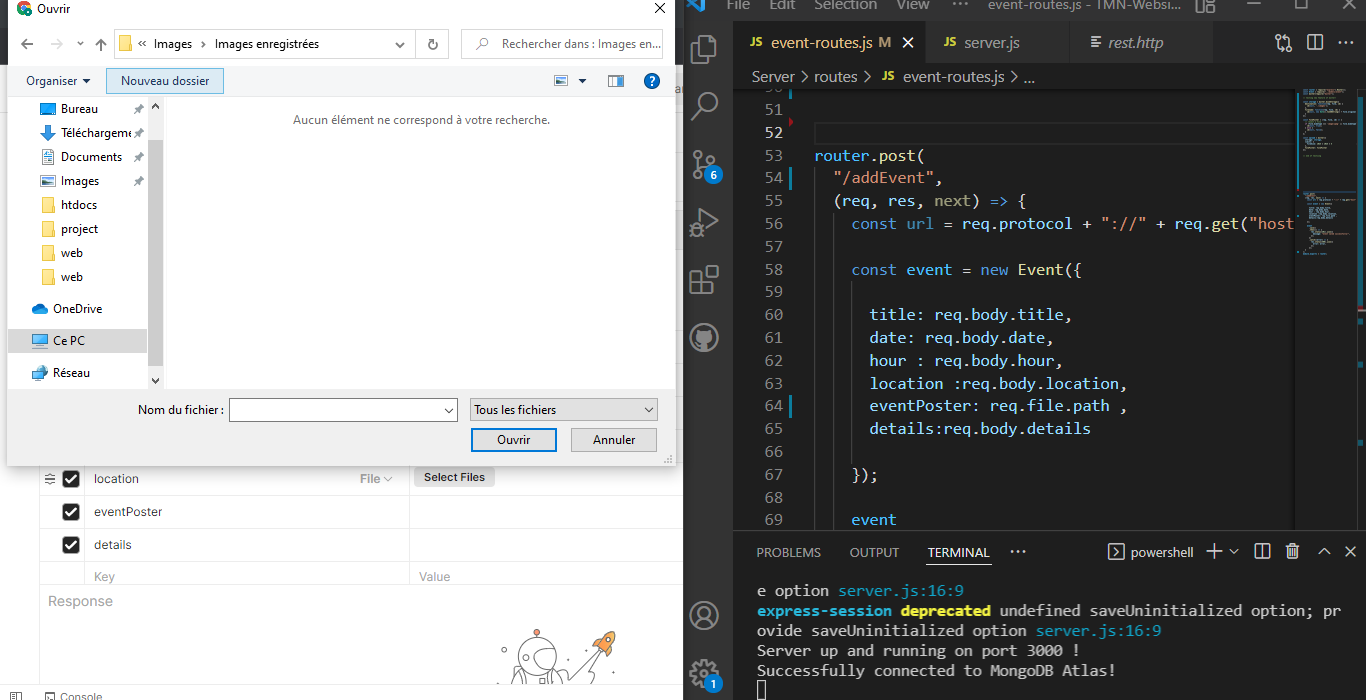 Ouvrir
« Images › Images enregistrées
Rechercher dans : Images en...
Organiser
Nouveau dossier
?
Bureau
Téléchargeme
Documents
Images
htdocs
project
web
web
OneDrive
Ce PC
Réseau
Aucun élément ne correspond à votre recherche.
Nom du fichier :
Tous les fichiers
Ouvrir
Annuler
location
File
Select Files
eventPoster
details
Key
Value
Response
Console
File Edit Selection View ··· event-routes.js - TMN-Websi...
JS event-routes.js M
JS server.js
rest.http
Server > routes > JS event-routes.js > ...
6
1
51
52
53 router.post(
54 "/addEvent",
55 (req, res, next) => {
56 const url = req.protocol + "://" + req.get("host
57
58 const event = new Event({
59
60 title: req.body.title,
61 date: req.body.date,
62 hour : req.body.hour,
63 location :req.body.location,
64 eventPoster: req.file.path ,
65 details:req.body.details
66
67 });
68
69 event
PROBLEMS OUTPUT TERMINAL ···
powershell
e option server.js:16:9
express-session deprecated undefined saveUninitialized option; pr
ovide saveUninitialized option server.js:16:9
Server up and running on port 3000 !
Successfully connected to MongoDB Atlas!